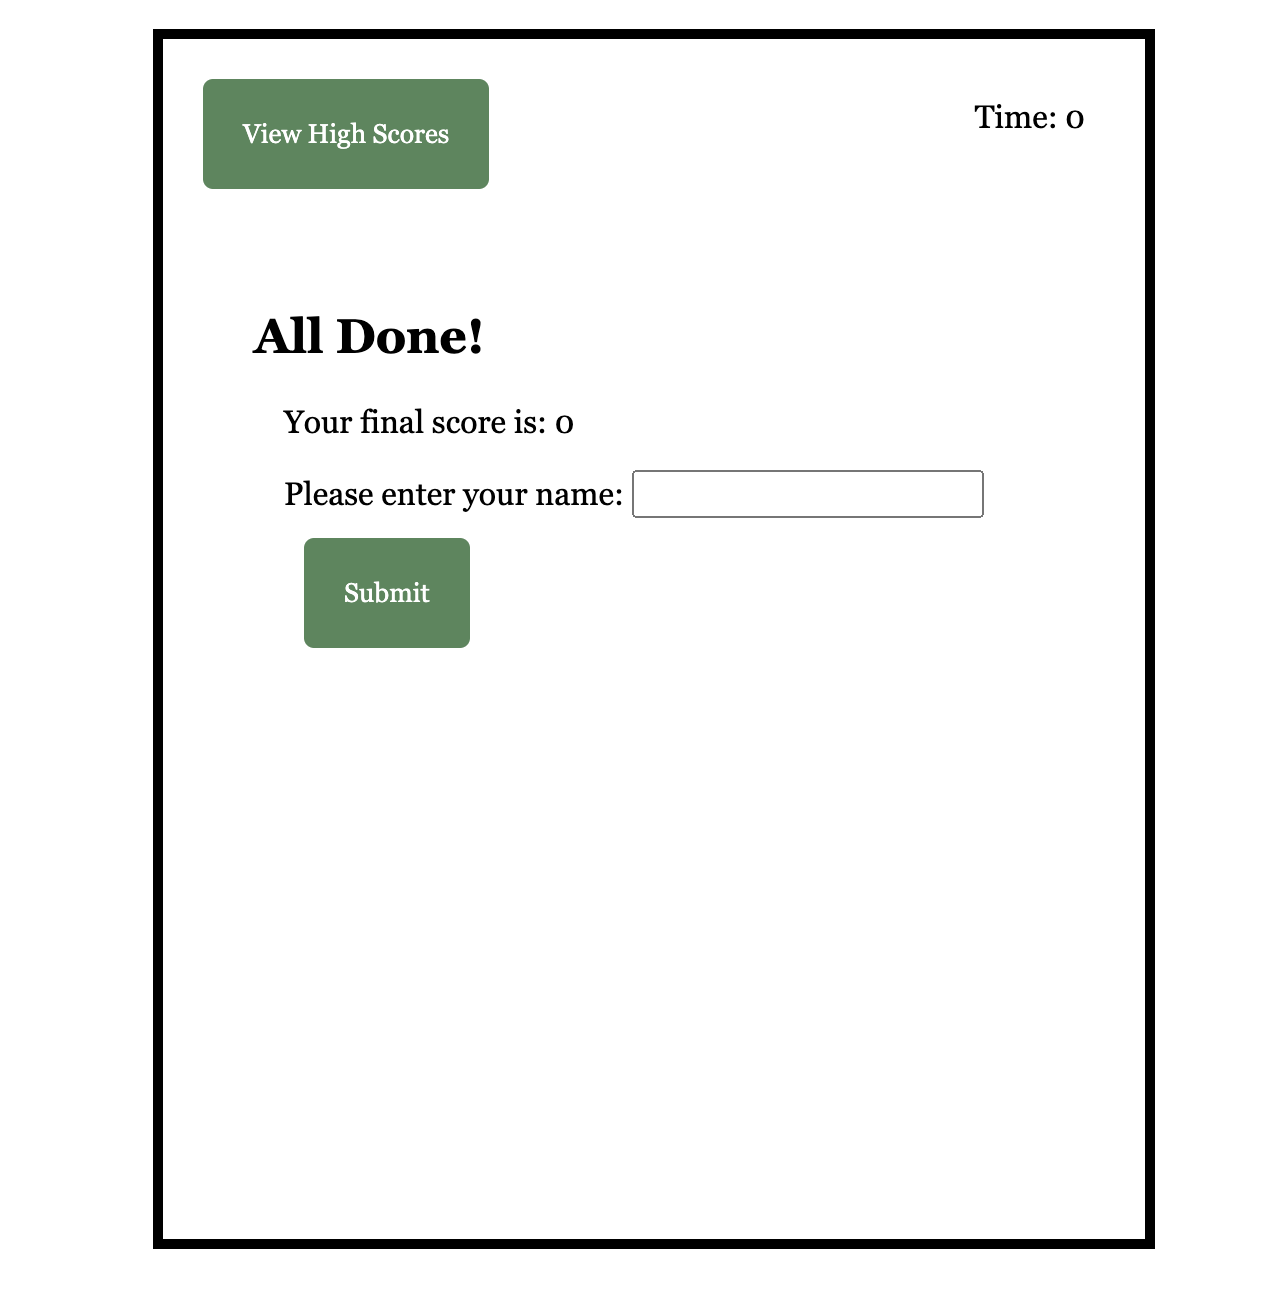 View High Scores
Time: 0
All Done!
Your final score is: 0
Please enter your name:
Submit